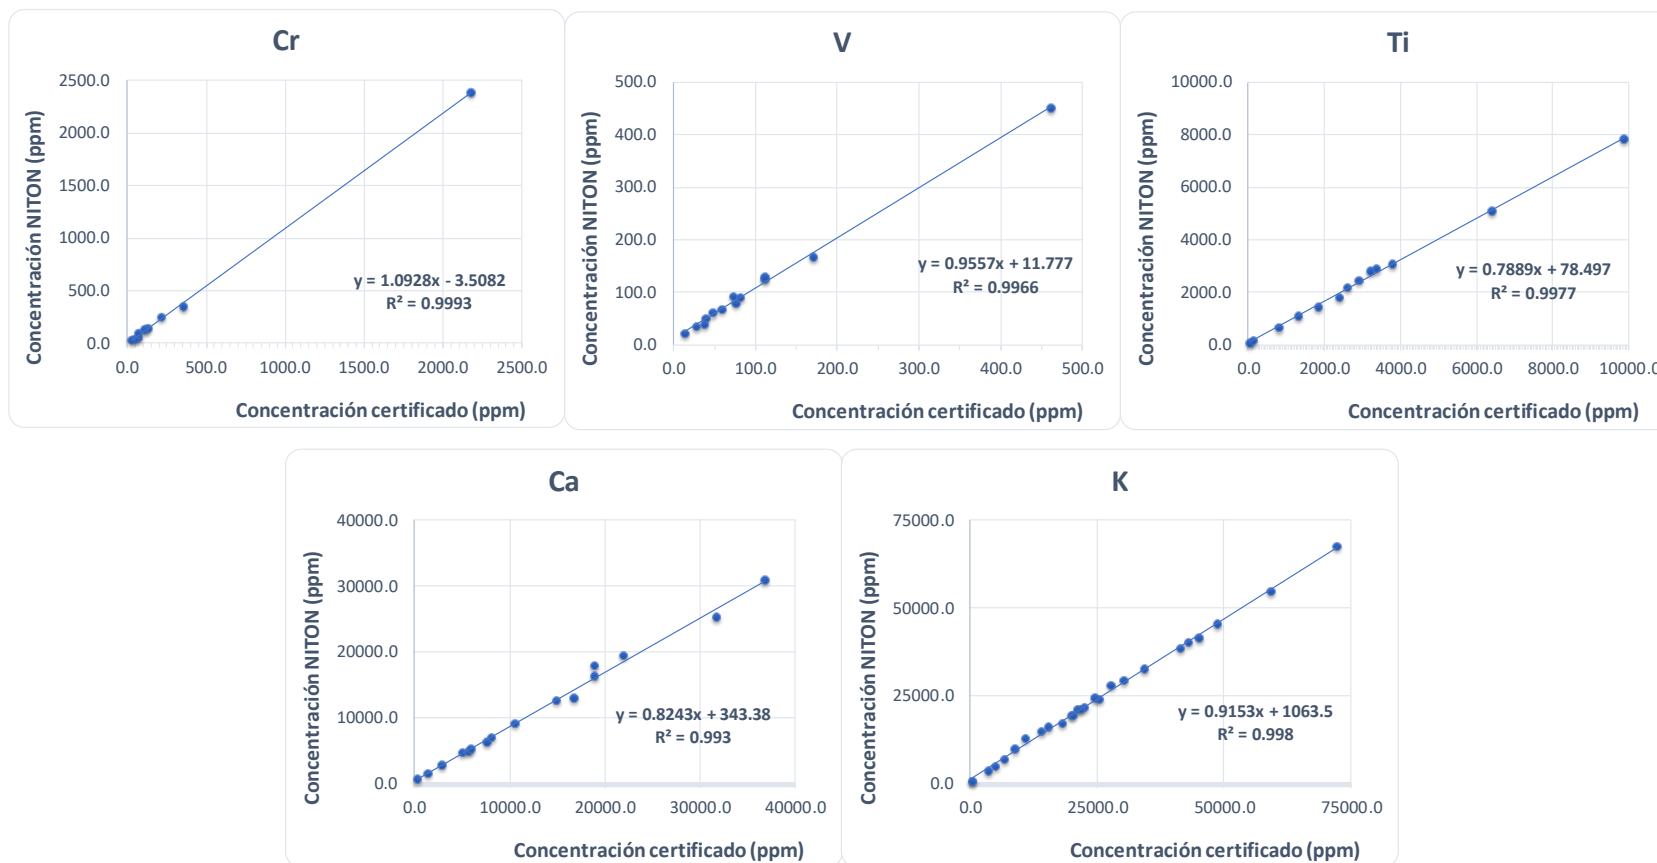 Cr
Concentración NITON (ppm)
2500.0
2000.0
1500.0
1000.0
500.0
0.0
y = 1.0928x - 3.5082
R² = 0.9993
0.0 500.0 1000.0 1500.0 2000.0 2500.0
Concentración certificado (ppm)
V
Concentración NITON (ppm)
500.0
400.0
300.0
200.0
100.0
0.0
y = 0.9557x + 11.777
R² = 0.9966
0.0 100.0 200.0 300.0 400.0 500.0
Concentración certificado (ppm)
Ti
Concentración NITON (ppm)
10000.0
8000.0
6000.0
4000.0
2000.0
0.0
y = 0.7889x + 78.497
R² = 0.9977
0.0 2000.0 4000.0 6000.0 8000.0 10000.0
Concentración certificado (ppm)
Ca
Concentración NITON (ppm)
40000.0
30000.0
20000.0
10000.0
0.0
y = 0.8243x + 343.38
R² = 0.993
0.0 10000.0 20000.0 30000.0 40000.0
Concentración certificado (ppm)
K
Concentración NITON (ppm)
75000.0
50000.0
25000.0
0.0
y = 0.9153x + 1063.5
R² = 0.998
0.0 25000.0 50000.0 75000.0
Concentración certificado (ppm)